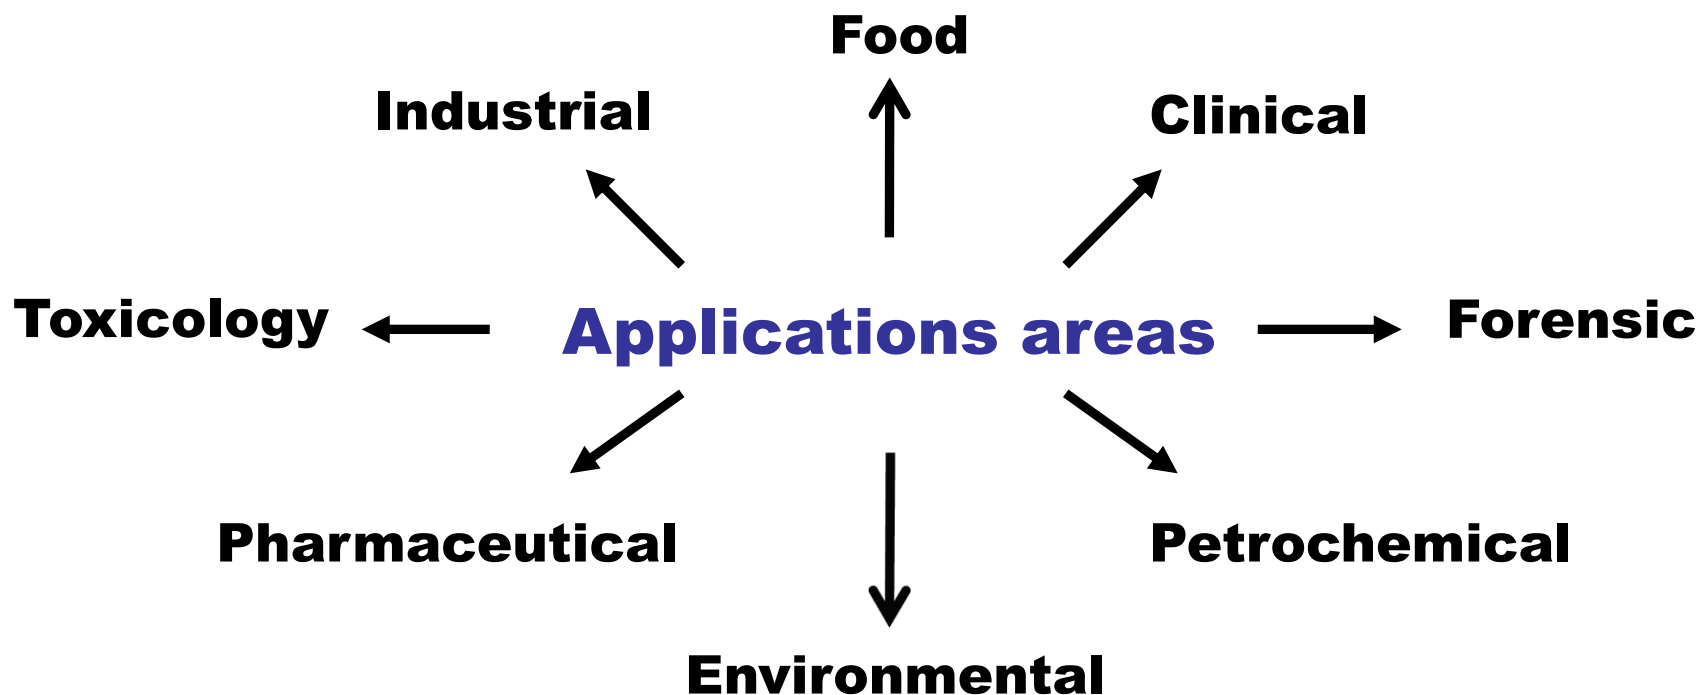 Food
Industrial
Clinical
Toxicology
Applications areas
Forensic
Pharmaceutical
Petrochemical
Environmental